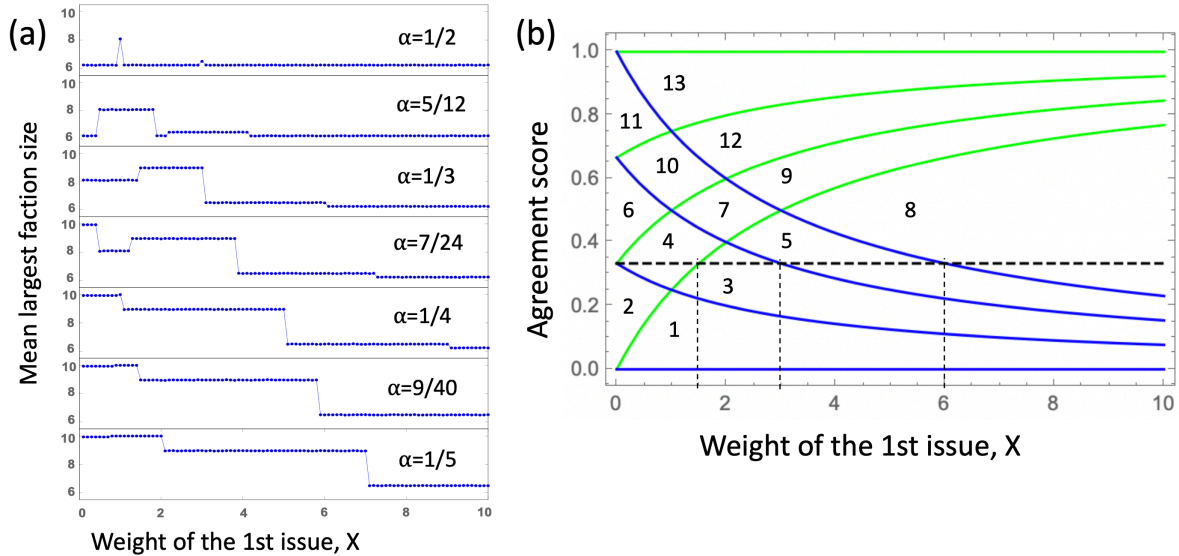 (a)
Mean largest faction size
10
8
6
α=1/2
10
8
6
α=5/12
10
8
6
α=1/3
10
8
6
α=7/24
10
8
6
α=1/4
10
8
6
α=9/40
10
8
6
α=1/5
0 2 4 6 8 10
Weight of the 1st issue, X
(b)
Agreement score
1.0
0.8
0.6
0.4
0.2
0.0
13
11
12
10
9
6
7
8
4
5
3
2
1
0 2 4 6 8 10
Weight of the 1st issue, X